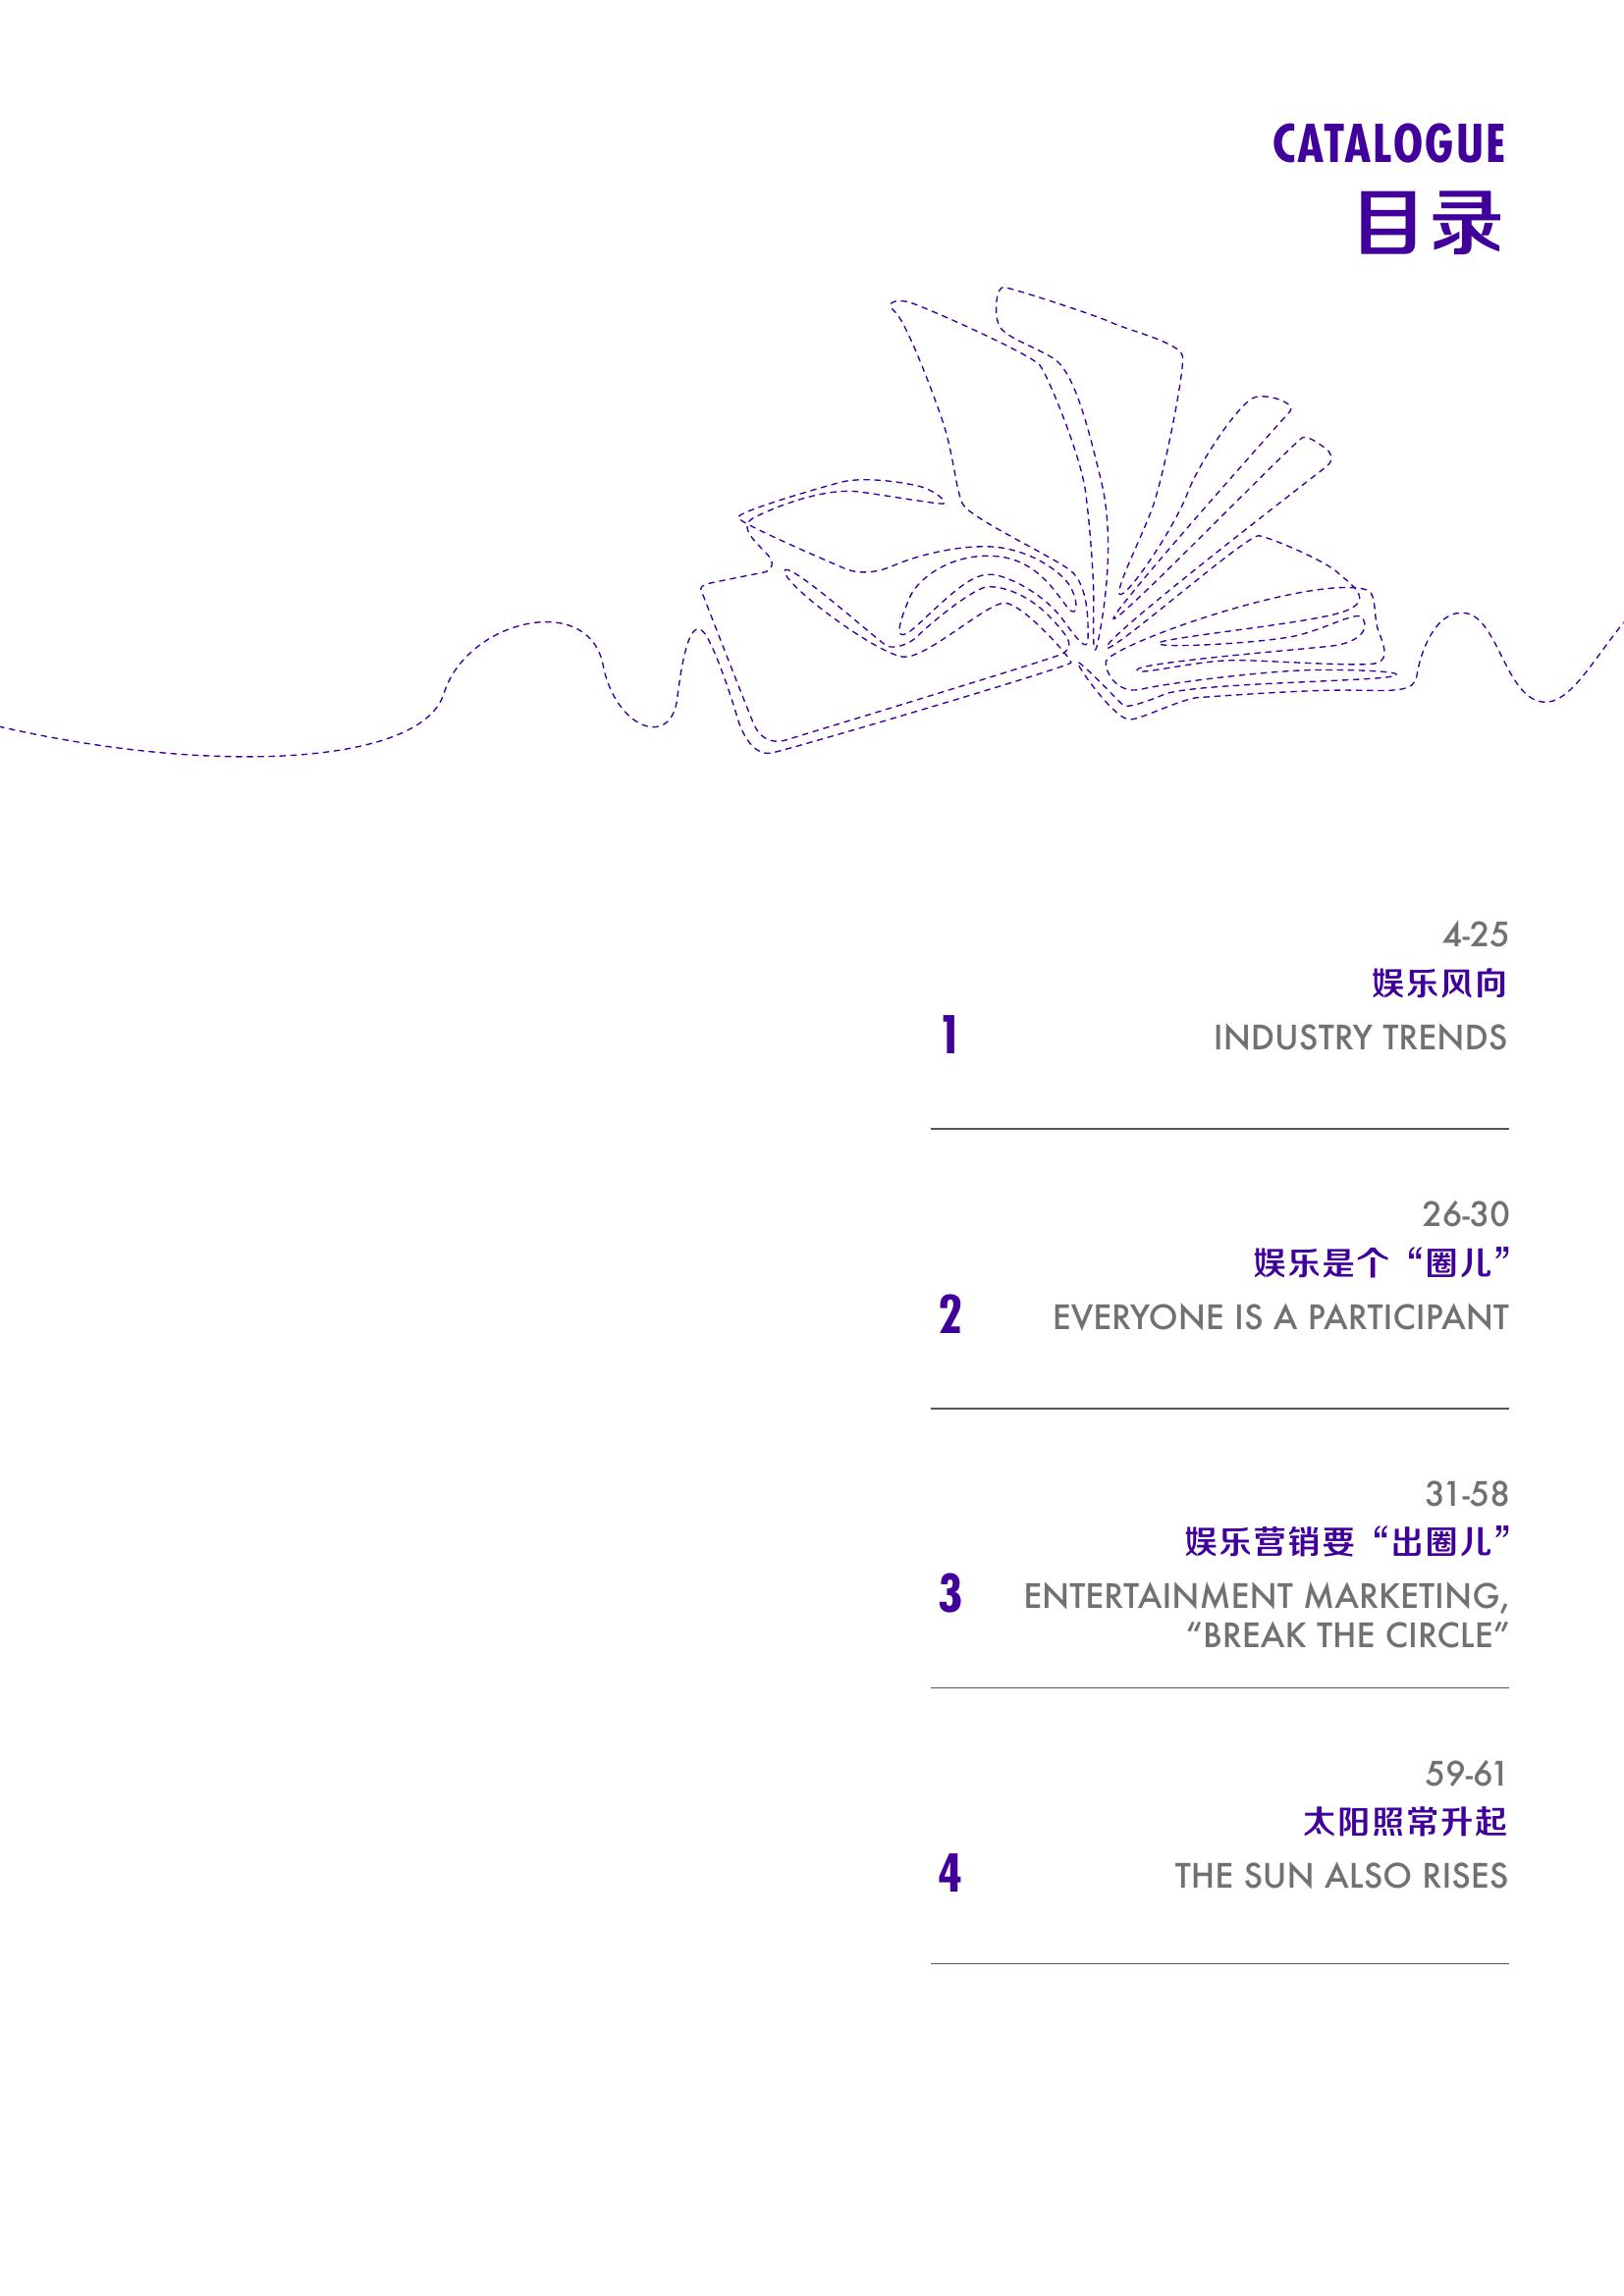 CATALOGUE
目录
4-25
娱乐风向
1
INDUSTRY TRENDS
26-30
娱乐是个“圈儿”
2
EVERYONE IS A PARTICIPANT
31-58
娱乐营销要“出圈儿”
3
ENTERTAINMENT MARKETING,
“BREAK THE CIRCLE”
59-61
太阳照常升起
4
THE SUN ALSO RISES